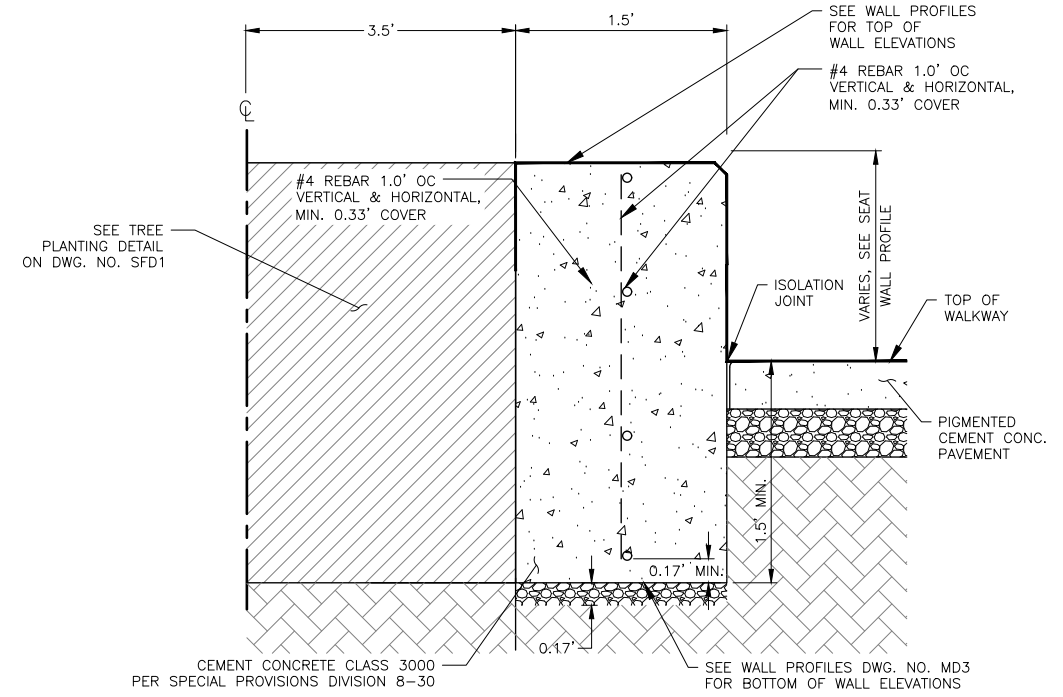 3.5'
1.5'
SEE WALL PROFILES
FOR TOP OF
WALL ELEVATIONS
#4 REBAR 1.0' OC
VERTICAL & HORIZONTAL,
MIN. 0.33' COVER
℄
#4 REBAR 1.0' OC
VERTICAL & HORIZONTAL,
MIN. 0.33' COVER
SEE TREE
PLANTING DETAIL
ON DWG. NO. SFD1
VARIES, SEE SEAT
WALL PROFILE
ISOLATION
JOINT
TOP OF
WALKWAY
PIGMENTED
CEMENT CONC.
PAVEMENT
1.5' MIN.
0.17' MIN.
0.17'
CEMENT CONCRETE CLASS 3000
PER SPECIAL PROVISIONS DIVISION 8-30
SEE WALL PROFILES DWG. NO. MD3
FOR BOTTOM OF WALL ELEVATIONS